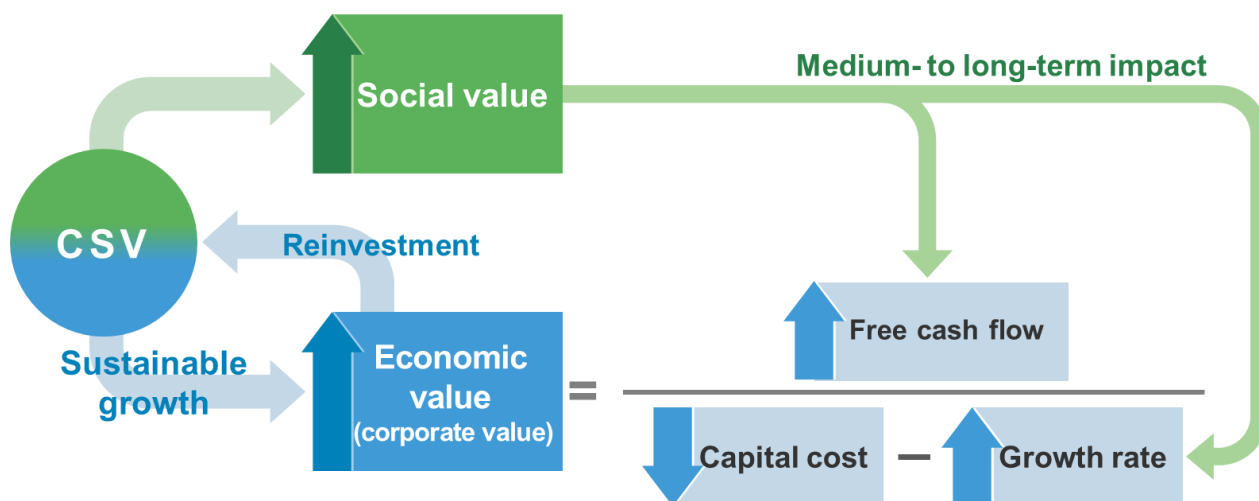 Medium- to long-term impact
Social value
CSV
Reinvestment
Sustainable
growth
Economic
value
(corporate value)
=
Free cash flow
Capital cost
–
Growth rate